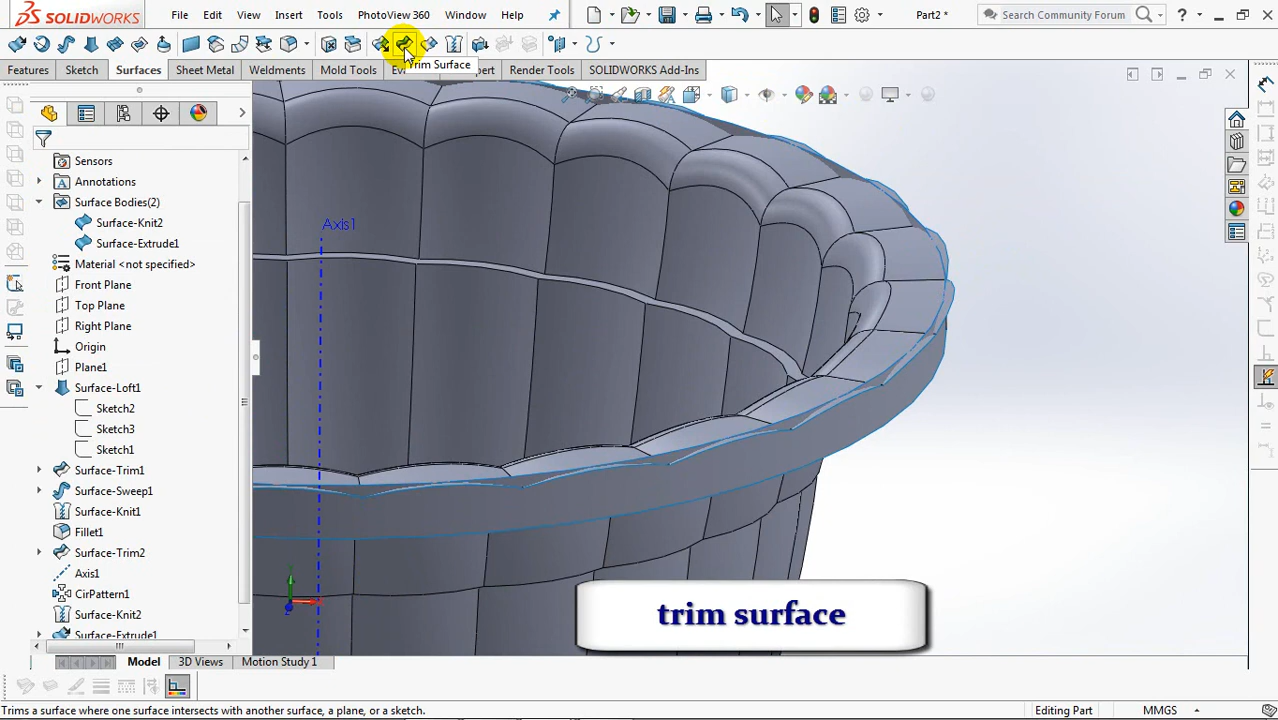 SOLIDWORKS File Edit View Insert Tools PhotoView 360 Window Help Part2 * Search Community Forum ?
Features Sketch Surfaces Sheet Metal Weldments Mold Tools Render Tools SOLIDWORKS Add-Ins
Trim Surface
Sensors
Annotations
Surface Bodies(2)
Surface-Knit2
Surface-Extrude1
Material <not specified>
Front Plane
Top Plane
Right Plane
Origin
Plane1
Surface-Loft1
Sketch2
Sketch3
Sketch1
Surface-Trim1
Surface-Sweep1
Surface-Knit1
Fillet1
Surface-Trim2
Axis1
CirPattern1
Surface-Knit2
Surface-Extrude1
Axis1
trim surface
Model 3D Views Motion Study 1
Trims a surface where one surface intersects with another surface, a plane, or a sketch. Editing Part MMGS